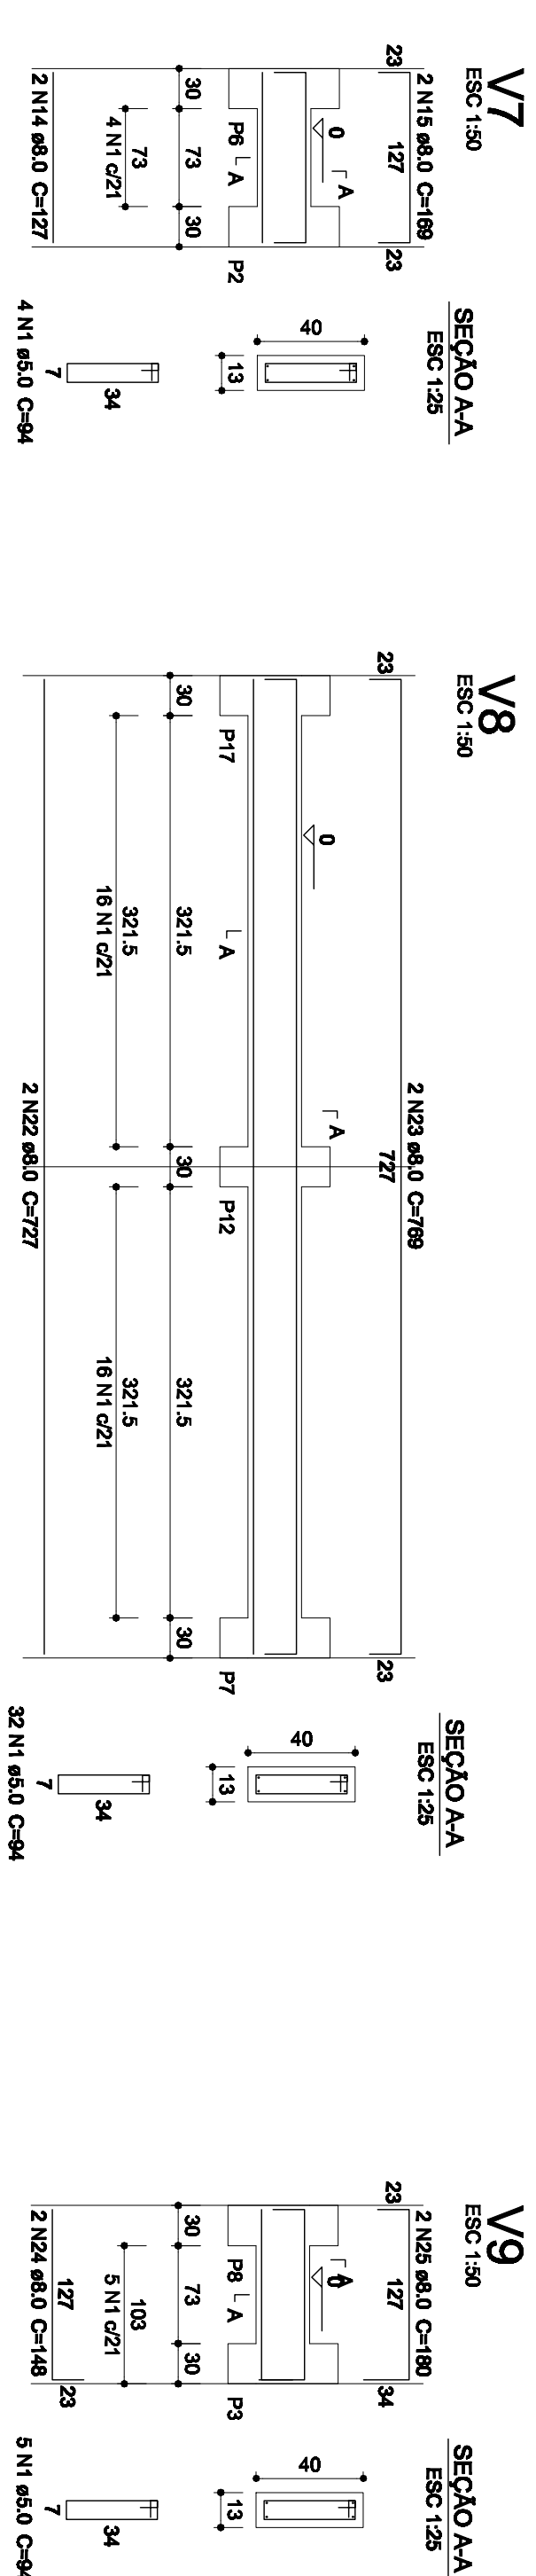 V7
ESC 1:50
2 N15 ø8.0 C=169
23
127
23
0
A
P6
A
P2
30
73
30
73
4 N1 c/21
2 N14 ø8.0 C=127
SEÇÃO A-A
ESC 1:25
40
13
34
7
4 N1 ø5.0 C=94
V8
ESC 1:50
2 N23 ø8.0 C=769
23
727
23
0
A
P17
A
P12
P7
30
321.5
30
321.5
30
321.5
321.5
16 N1 c/21
16 N1 c/21
2 N22 ø8.0 C=727
SEÇÃO A-A
ESC 1:25
40
13
34
7
32 N1 ø5.0 C=94
V9
ESC 1:50
2 N25 ø8.0 C=180
23
127
34
A
0
P8
A
P3
30
73
30
103
5 N1 c/21
127
23
2 N24 ø8.0 C=148
SEÇÃO A-A
ESC 1:25
40
13
34
7
5 N1 ø5.0 C=94